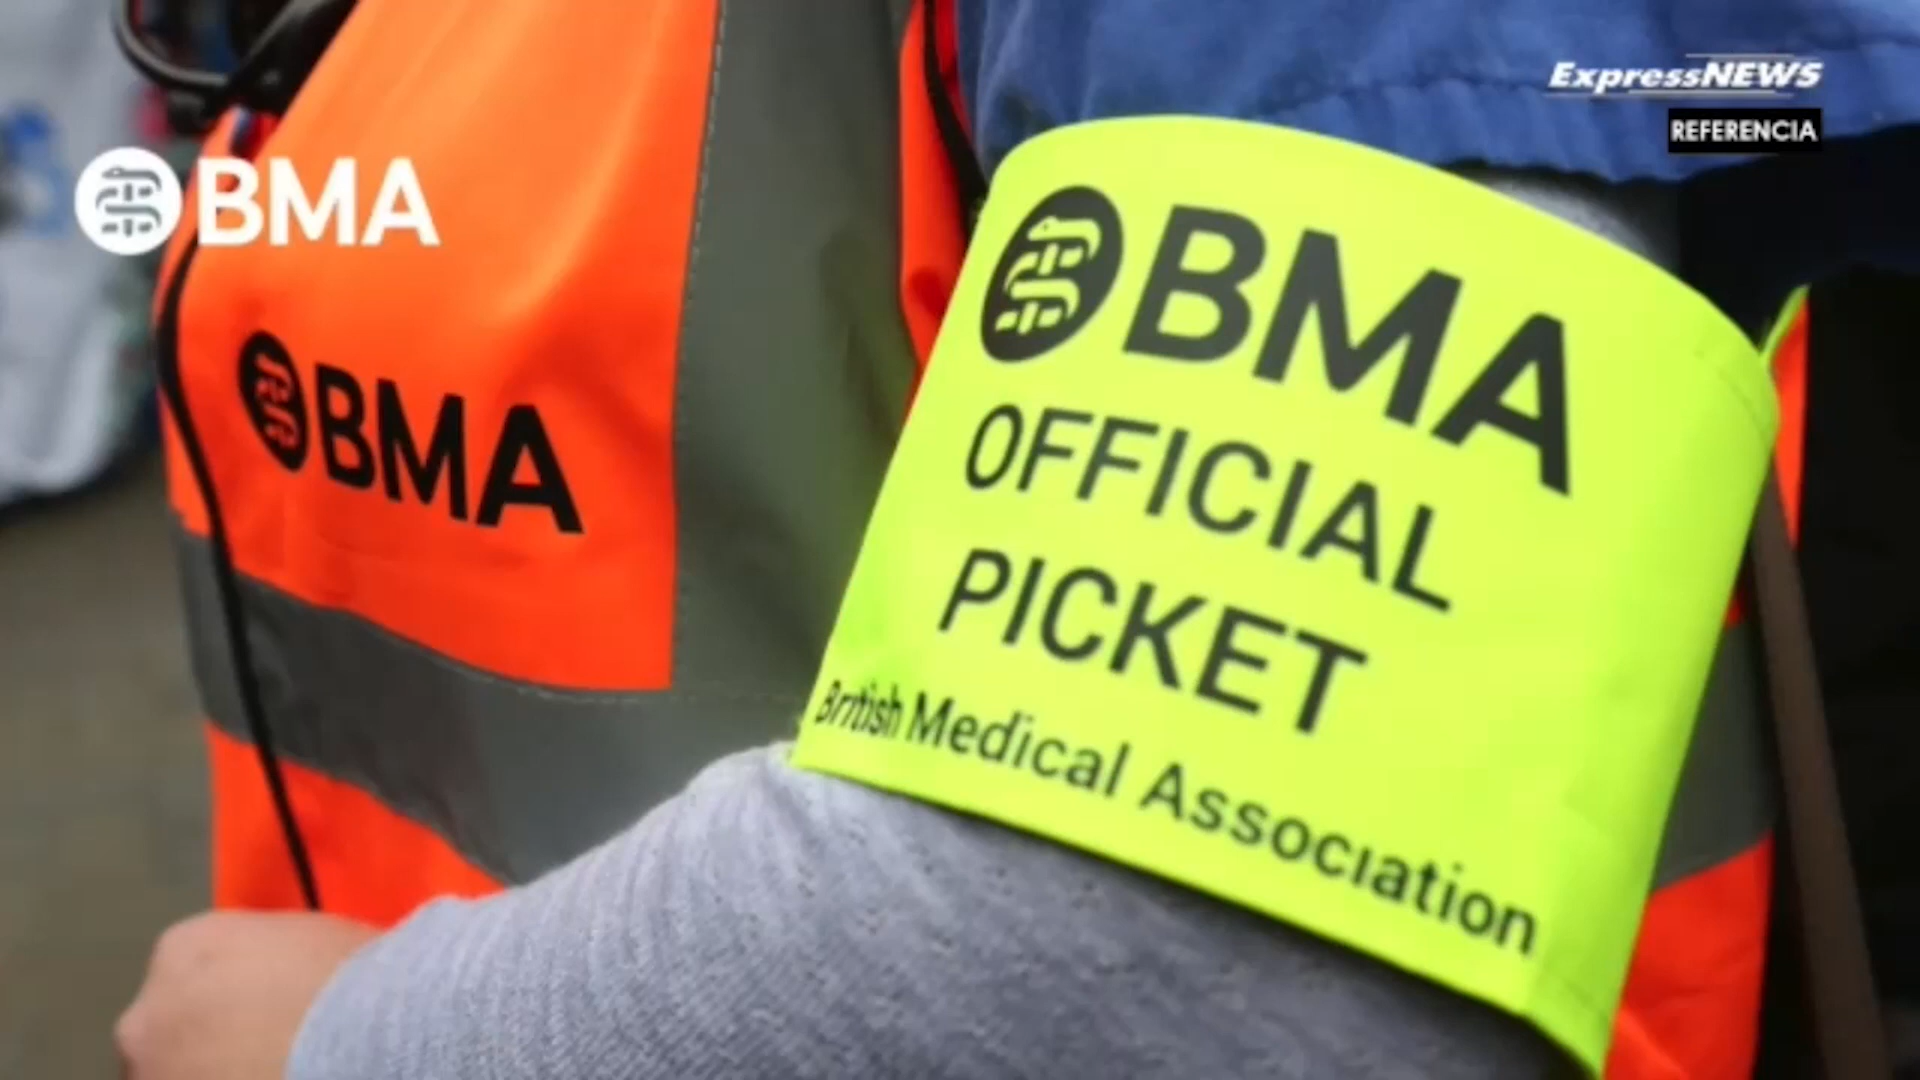 ExpressNEWS
REFERENCIA
BMA
BMA
BMA
OFFICIAL
PICKET
British Medical Association